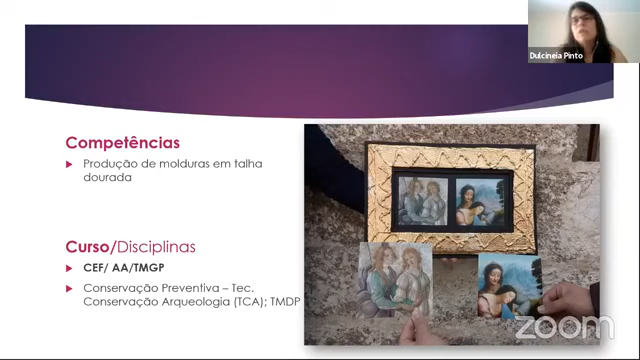 Dulcineia Pinto
Competências
Produção de molduras em talha
dourada
Curso/Disciplinas
CEF/ AA/TMGP
Conservação Preventiva – Tec.
Conservação Arqueologia (TCA); TMDP
zoom